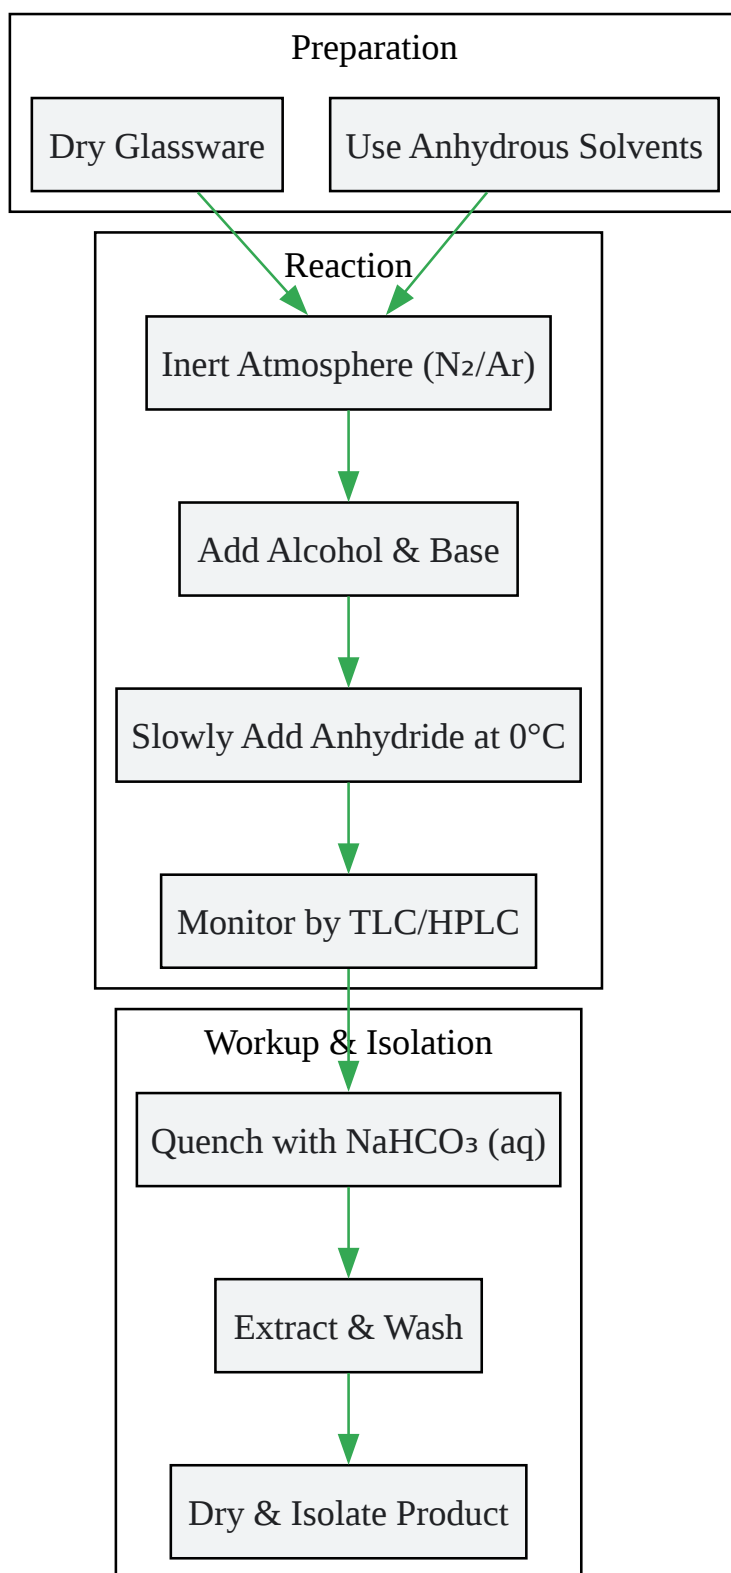 Preparation
Dry Glassware
Use Anhydrous Solvents
Reaction
Inert Atmosphere (N₂/Ar)
Add Alcohol & Base
Slowly Add Anhydride at 0°C
Monitor by TLC/HPLC
Workup & Isolation
Quench with NaHCO₃ (aq)
Extract & Wash
Dry & Isolate Product